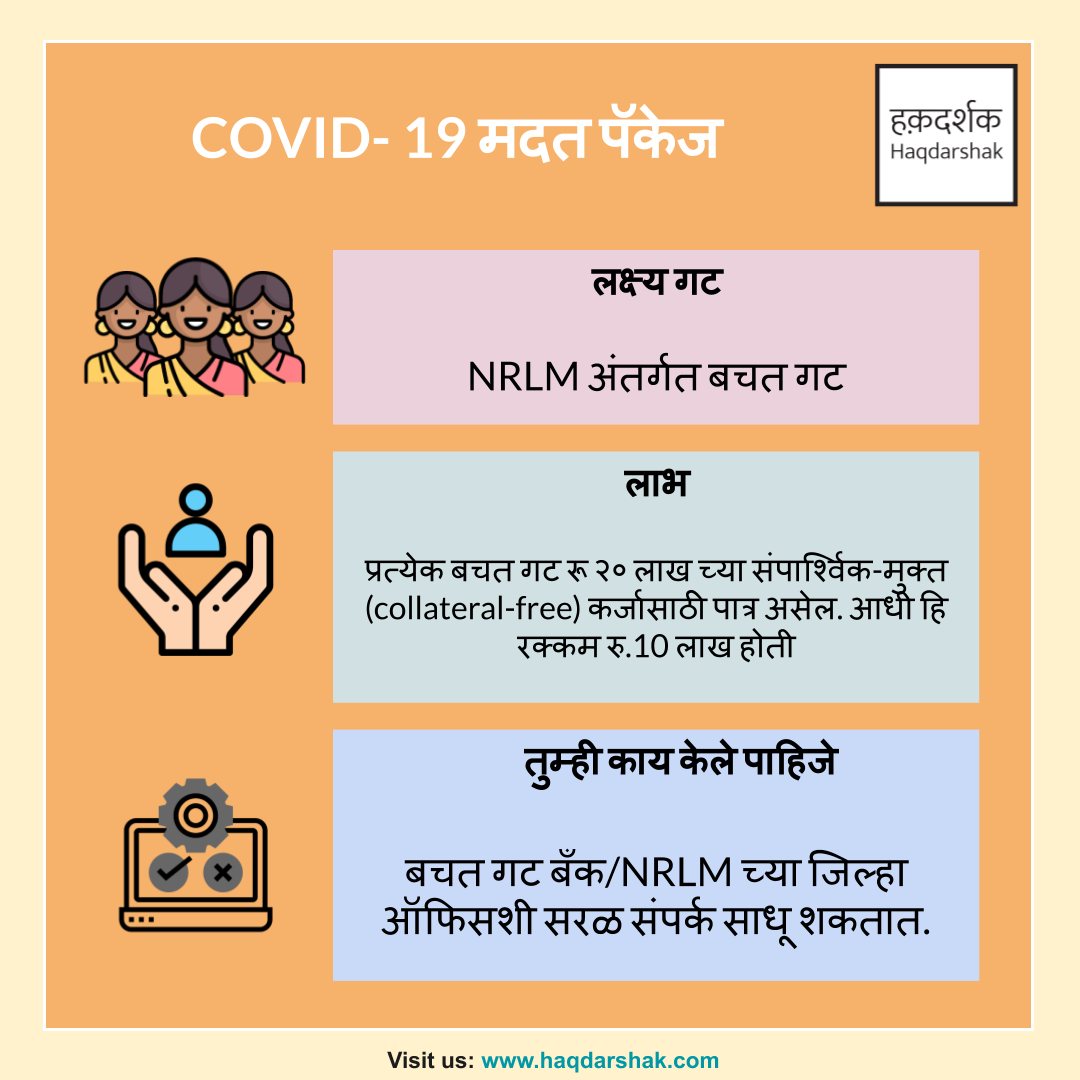 COVID- 19 मदत पॅकेज
हक़दर्शक
Haqdarshak
लक्ष्य गट
NRLM अंतर्गत बचत गट
लाभ
प्रत्येक बचत गट रू २० लाख च्या संपार्श्विक-मुक्त
(collateral-free) कर्जासाठी पात्र असेल. आधी हि
रक्कम रु.10 लाख होती
तुम्ही काय केले पाहिजे
बचत गट बँक/NRLM च्या जिल्हा
ऑफिसशी सरळ संपर्क साधू शकतात.
Visit us: www.haqdarshak.com